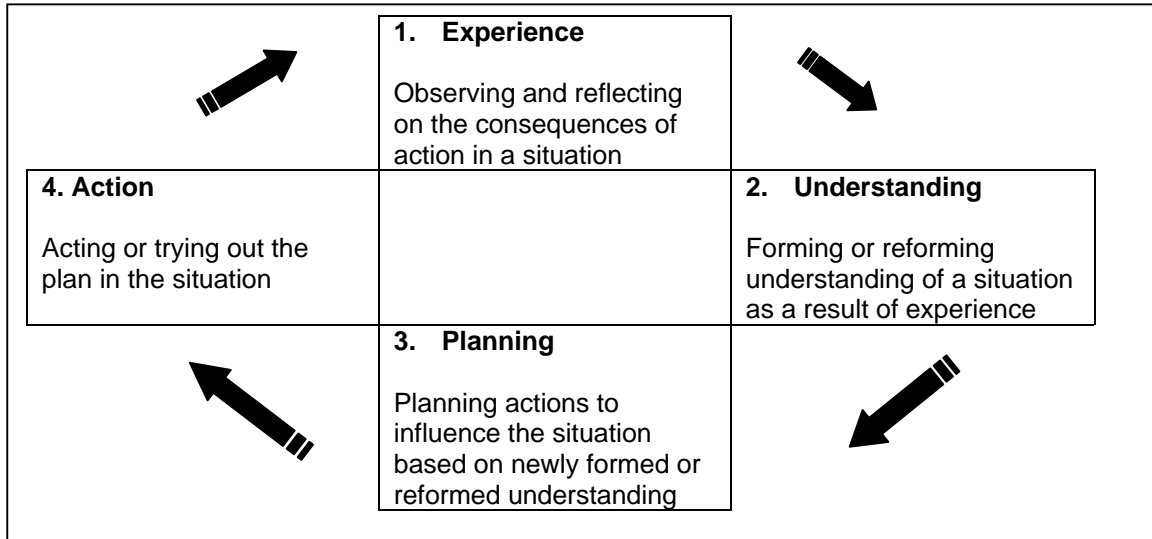 1. Experience
Observing and reflecting
on the consequences of
action in a situation
2. Understanding
Forming or reforming
understanding of a situation
as a result of experience
3. Planning
Planning actions to
influence the situation
based on newly formed or
reformed understanding
4. Action
Acting or trying out the
plan in the situation